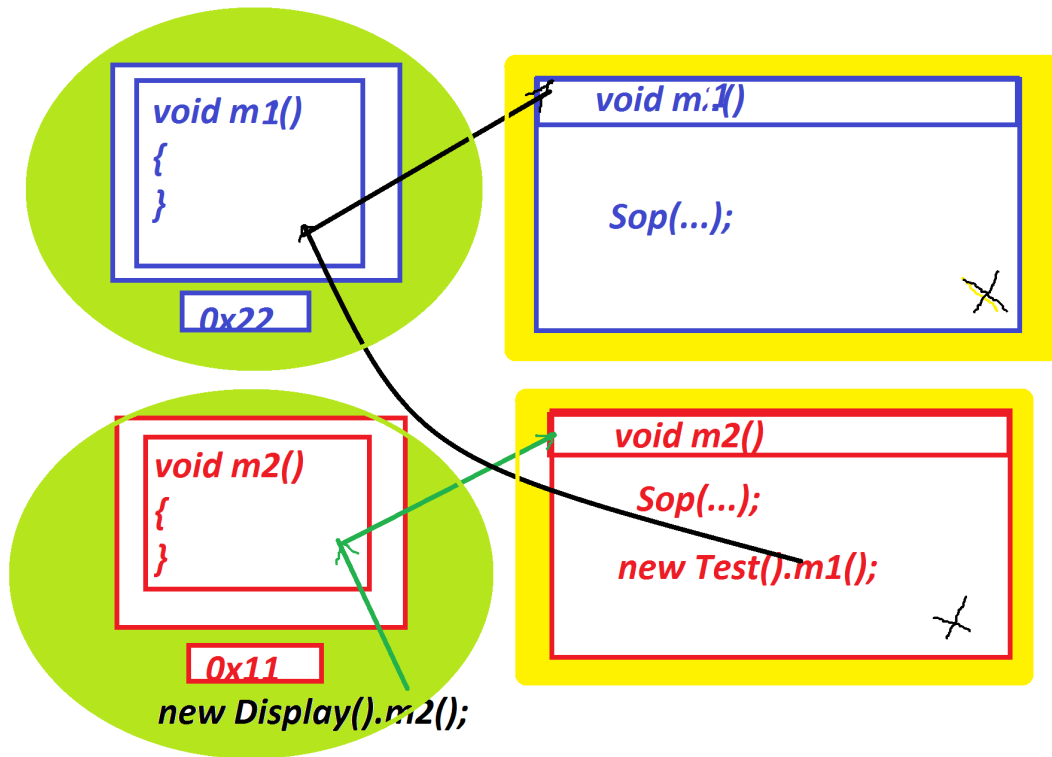 void m1()
{
}
0x22
void m1()
Sop(...);
void m2()
{
}
0x11
new Display().m2();
void m2()
Sop(...);
new Test().m1();